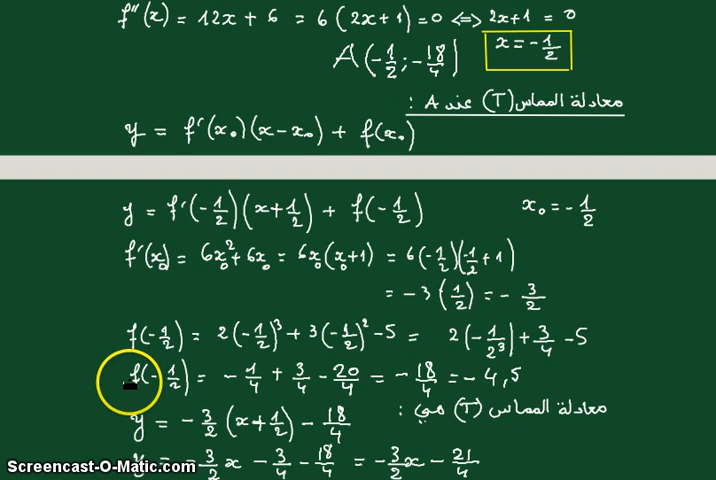 f''(x) = 12x + 6 = 6(2x+1) = 0 <=> 2x+1 = 0
x = -1/2
A(-1/2 ; -18/4)
معادلة المماس (T) عند A :
y = f'(x₀)(x-x₀) + f(x₀)
y = f'(-1/2)(x+1/2) + f(-1/2)
x₀ = -1/2
f'(x₀) = 6x₀² + 6x₀ = 6x₀(x₀+1) = 6(-1/2)(-1/2 + 1)
= -3(1/2) = -3/2
f(-1/2) = 2(-1/2)³ + 3(-1/2)² - 5 = 2(-1/2³) + 3/4 - 5
f(-1/2) = -1/4 + 3/4 - 20/4 = -18/4 = -4,5
معادلة المماس (T) هي :
y = -3/2(x+1/2) - 18/4
y = -3/2x - 3/4 - 18/4 = -3/2x - 21/4
Screencast-O-Matic.com